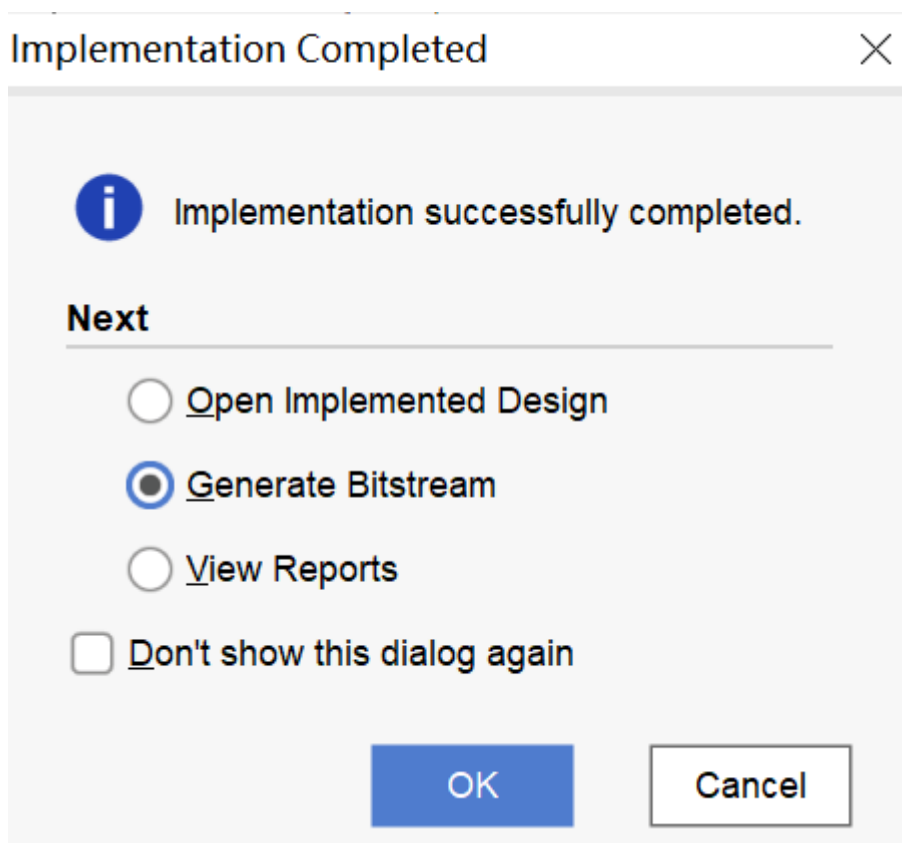 Implementation Completed
Implementation successfully completed.
Next
Open Implemented Design
Generate Bitstream
View Reports
Don't show this dialog again
OK
Cancel